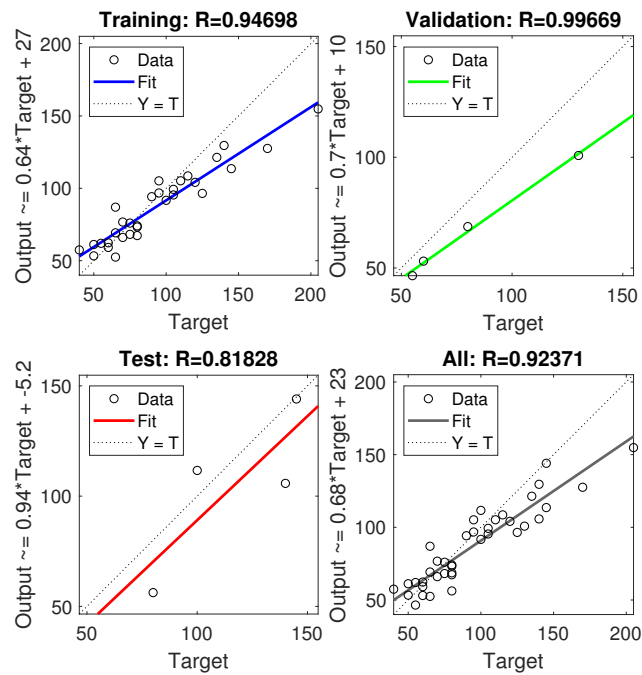 Training: R=0.94698
Output ~= 0.64*Target + 27
200
150
100
50
Data
Fit
Y = T
50 100 150 200
Target
Validation: R=0.99669
Output ~= 0.7*Target + 10
150
100
50
Data
Fit
Y = T
50 100 150
Target
Test: R=0.81828
Output ~= 0.94*Target + -5.2
150
100
50
Data
Fit
Y = T
50 100 150
Target
All: R=0.92371
Output ~= 0.68*Target + 23
200
150
100
50
Data
Fit
Y = T
50 100 150 200
Target